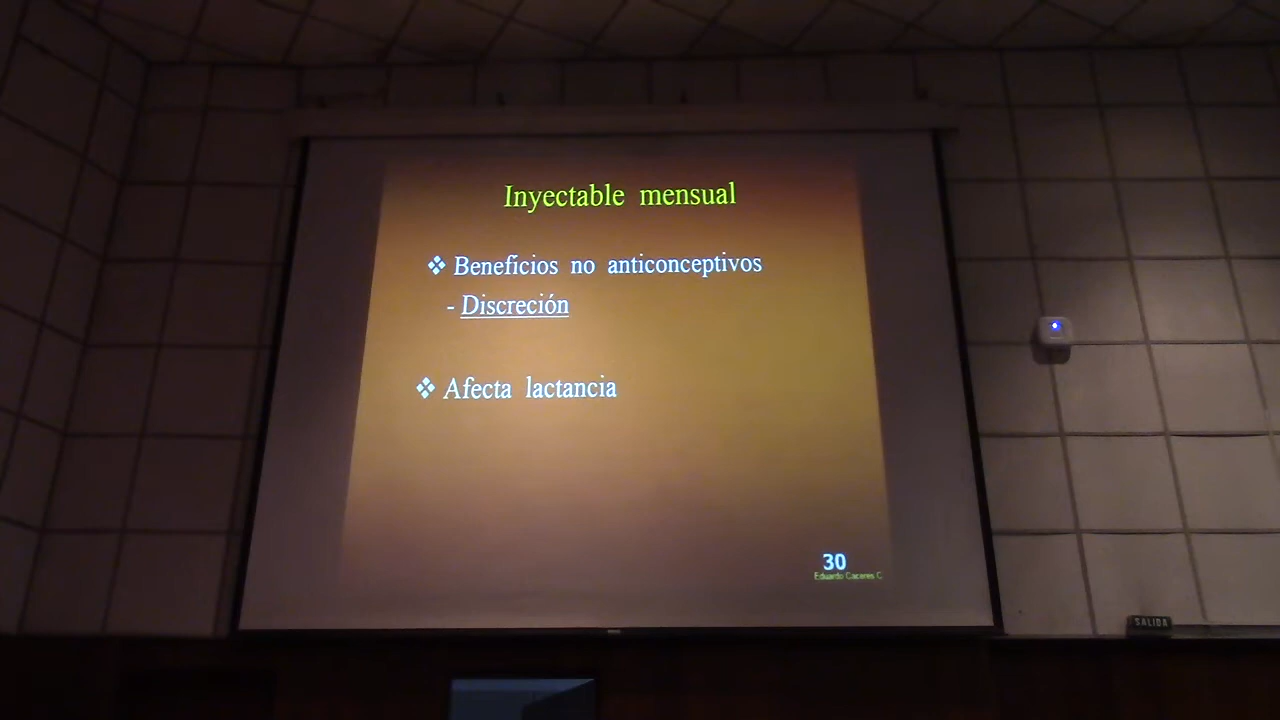 Inyectable mensual
❖ Beneficios no anticonceptivos
- Discreción
❖ Afecta lactancia
30
Eduardo Caceres C
SALIDA